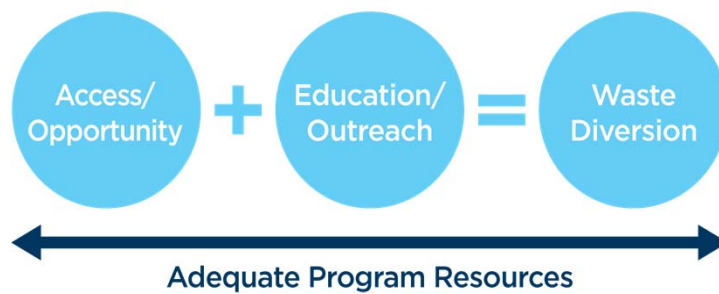 Access/
Opportunity
+
Education/
Outreach
=
Waste
Diversion
Adequate Program Resources